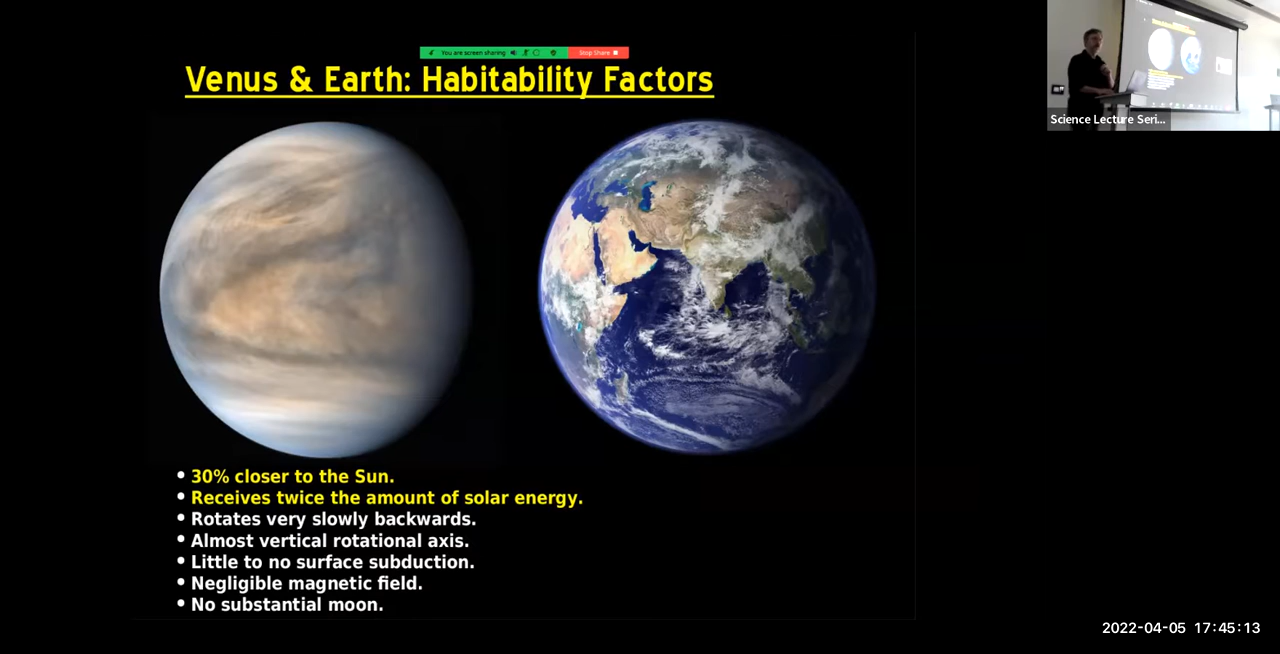 You are screen sharing
Stop Share
Venus & Earth: Habitability Factors
Science Lecture Seri...
• 30% closer to the Sun.
• Receives twice the amount of solar energy.
• Rotates very slowly backwards.
• Almost vertical rotational axis.
• Little to no surface subduction.
• Negligible magnetic field.
• No substantial moon.
2022-04-05 17:45:13